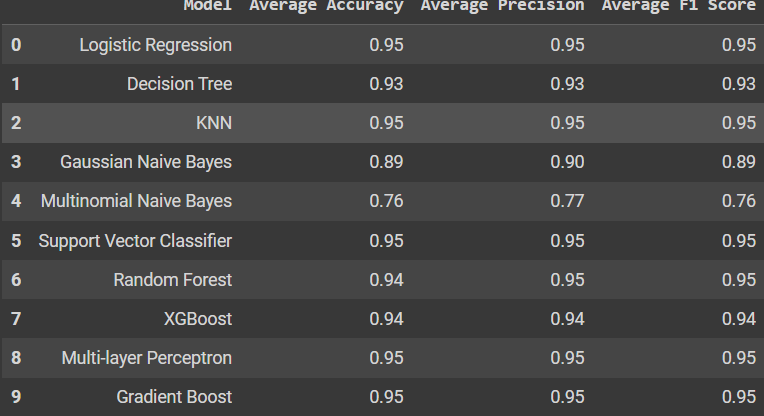 Model Average Accuracy Average Precision Average F1 Score
0 Logistic Regression 0.95 0.95 0.95
1 Decision Tree 0.93 0.93 0.93
2 KNN 0.95 0.95 0.95
3 Gaussian Naive Bayes 0.89 0.90 0.89
4 Multinomial Naive Bayes 0.76 0.77 0.76
5 Support Vector Classifier 0.95 0.95 0.95
6 Random Forest 0.94 0.95 0.95
7 XGBoost 0.94 0.94 0.94
8 Multi-layer Perceptron 0.95 0.95 0.95
9 Gradient Boost 0.95 0.95 0.95